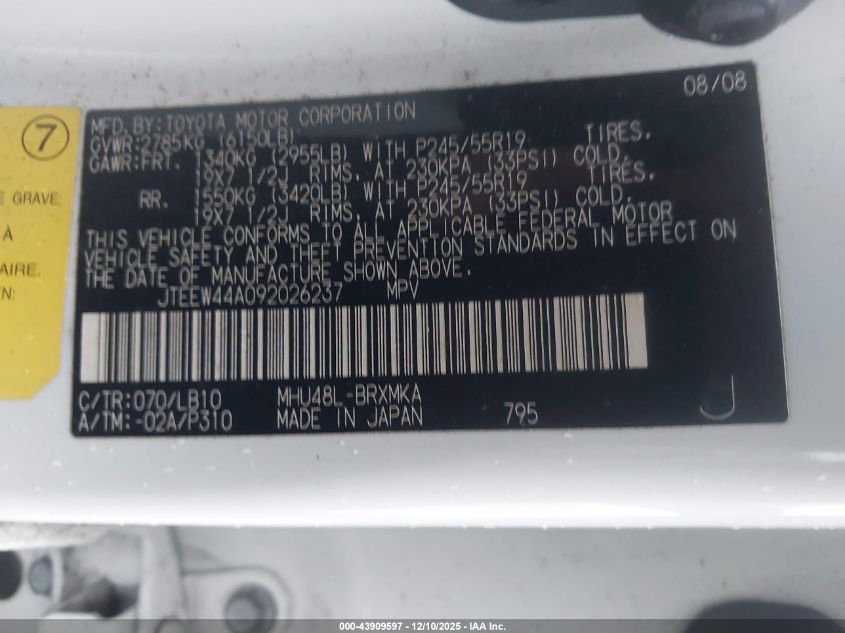 08/08
MFD.BY:TOYOTA MOTOR CORPORATION
GVWR:2785KG (6150LB)
GAWR:FRT. 1340KG (2955LB) WITH P245/55R19 TIRES,
19X7 1/2J RIMS, AT 230KPA (33PSI) COLD.
RR. 1550KG (3420LB) WITH P245/55R19 TIRES,
19X7 1/2J RIMS, AT 230KPA (33PSI) COLD.
THIS VEHICLE CONFORMS TO ALL APPLICABLE FEDERAL MOTOR
VEHICLE SAFETY AND THEFT PREVENTION STANDARDS IN EFFECT ON
THE DATE OF MANUFACTURE SHOWN ABOVE.
JTEEW44A092026237 MPV
C/TR:070/LB10 MHU48L-BRXMKA
A/TM:-02A/P310 MADE IN JAPAN 795
J
7
E GRAVE:
À
AIRE.
EN:
000-43909597 - 12/10/2025 - IAA Inc.